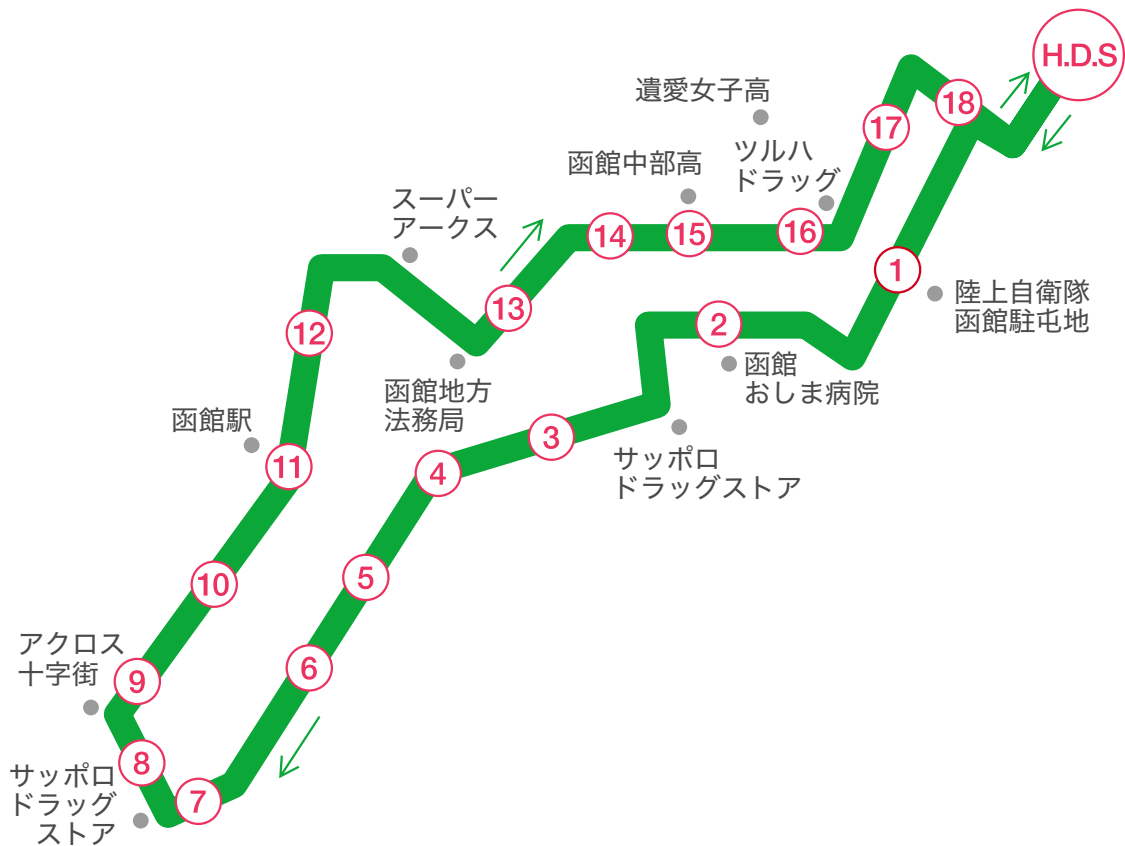 H.D.S
18
遺愛女子高
17
ツルハ
ドラッグ
函館中部高
スーパー
アークス
14
15
16
1
陸上自衛隊
函館駐屯地
13
12
2
函館
おしま病院
函館地方
法務局
函館駅
11
3
4
サッポロ
ドラッグストア
5
10
アクロス
十字街
9
6
8
サッポロ
ドラッグ
ストア
7